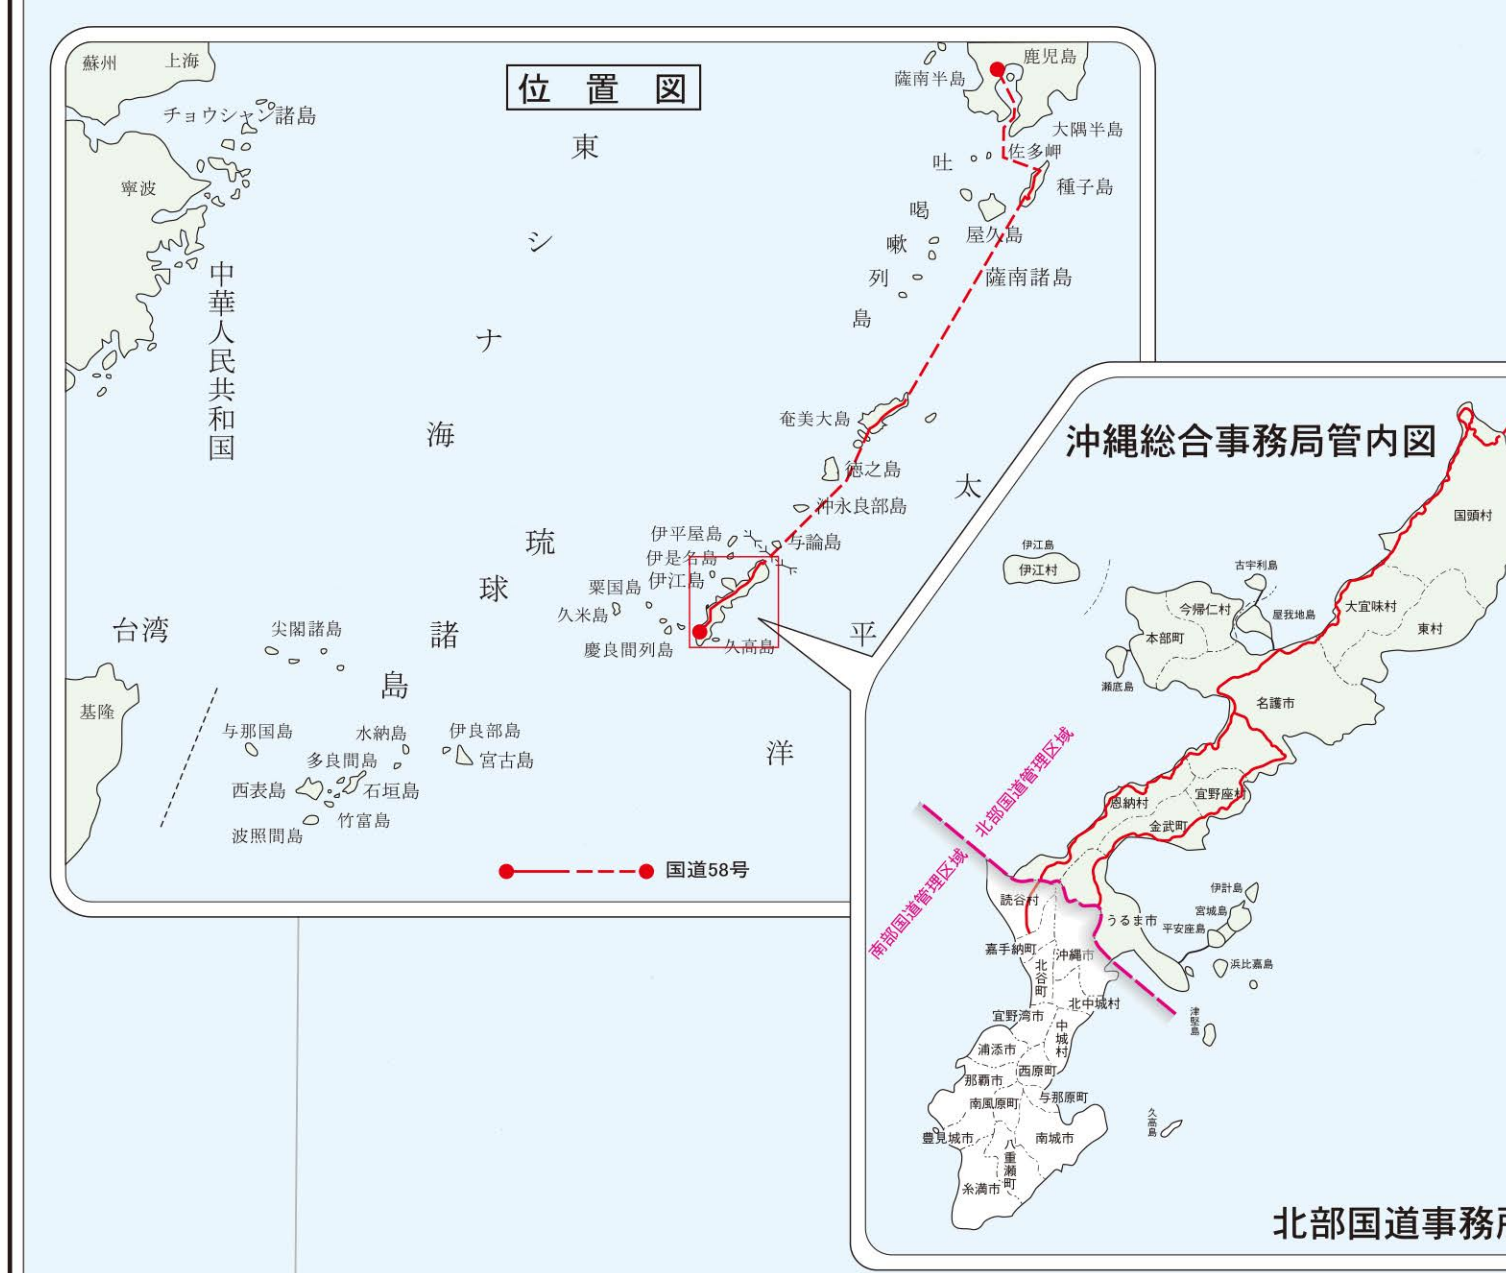 位置図
蘇州
上海
チョウシャン諸島
寧波
中華人民共和国
東シナ海
鹿児島
薩南半島
大隅半島
佐多岬
種子島
屋久島
吐喝嗽列島
薩南諸島
奄美大島
徳之島
沖永良部島
与論島
伊平屋島
伊是名島
伊江島
粟国島
久米島
慶良間列島
久高島
琉球諸島
太平洋
台湾
基隆
尖閣諸島
与那国島
水納島
多良間島
伊良部島
宮古島
西表島
石垣島
竹富島
波照間島
国道58号
沖縄総合事務局管内図
国頭村
伊江島
伊江村
古宇利島
今帰仁村
屋我地島
大宜味村
本部町
東村
瀬底島
名護市
北部国道管理区域
南部国道管理区域
恩納村
宜野座村
金武町
読谷村
うるま市
伊計島
宮城島
平安座島
浜比嘉島
津堅島
嘉手納町
沖縄市
北谷町
北中城村
宜野湾市
中城村
浦添市
西原町
那覇市
与那原町
南風原町
豊見城市
南城市
八重瀬町
糸満市
久高島
北部国道事務所